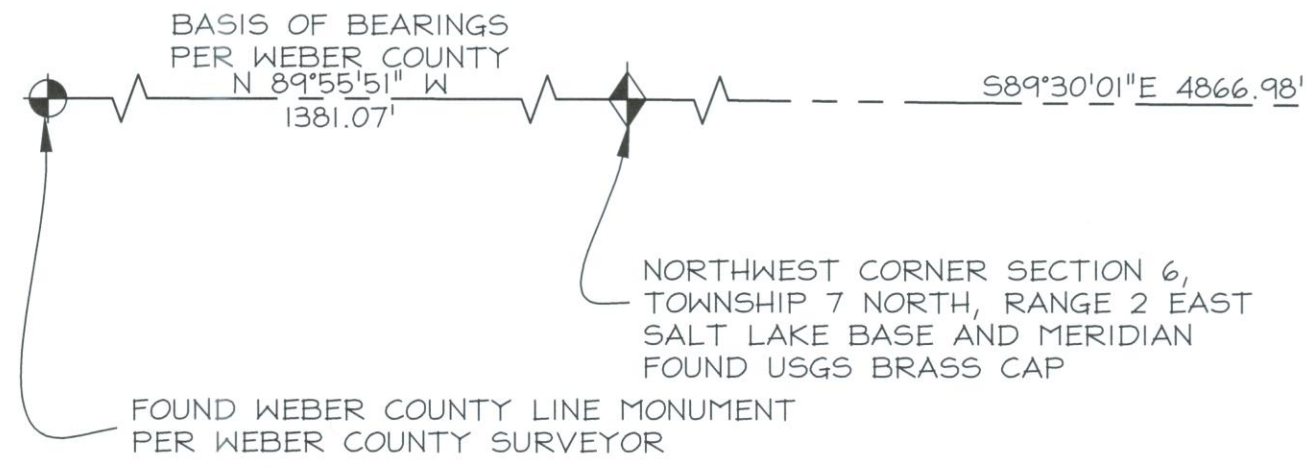 BASIS OF BEARINGS
PER WEBER COUNTY
N 89°55'51" W
1381.07'
S89°30'01"E 4866.98'
NORTHWEST CORNER SECTION 6,
TOWNSHIP 7 NORTH, RANGE 2 EAST
SALT LAKE BASE AND MERIDIAN
FOUND USGS BRASS CAP
FOUND WEBER COUNTY LINE MONUMENT
PER WEBER COUNTY SURVEYOR